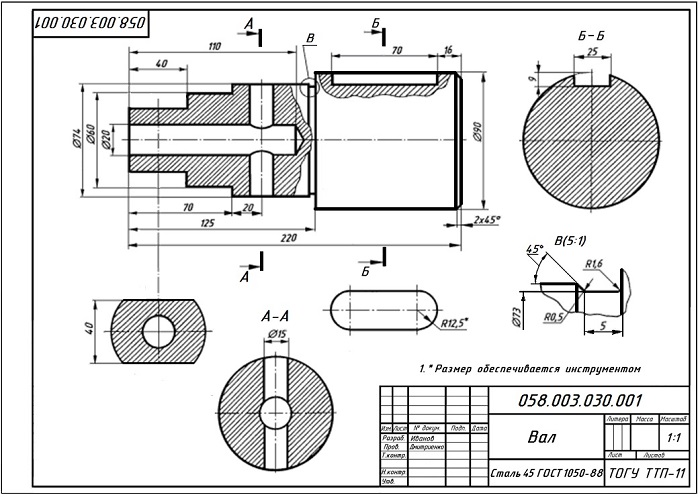 058.003.030.001
А
Б
Б-Б
110
В
70
16
25
40
9
Ø74
Ø60
Ø20
Ø90
70
20
2x45°
125
220
В(5:1)
45°
R1,6
А
Б
Ø73
R0,5
5
40
А-А
R12,5*
Ø15
1.* Размер обеспечивается инструментом
058.003.030.001
Вал
Литера Масса Масштаб
1:1
Изм. Лист № докум. Подп. Дата
Разраб. Иванов
Пров. Дмитриенко
Т.контр.
Лист Листов
Н.контр
Утв.
Сталь 45 ГОСТ 1050-88
ТОГУ ТТП-11